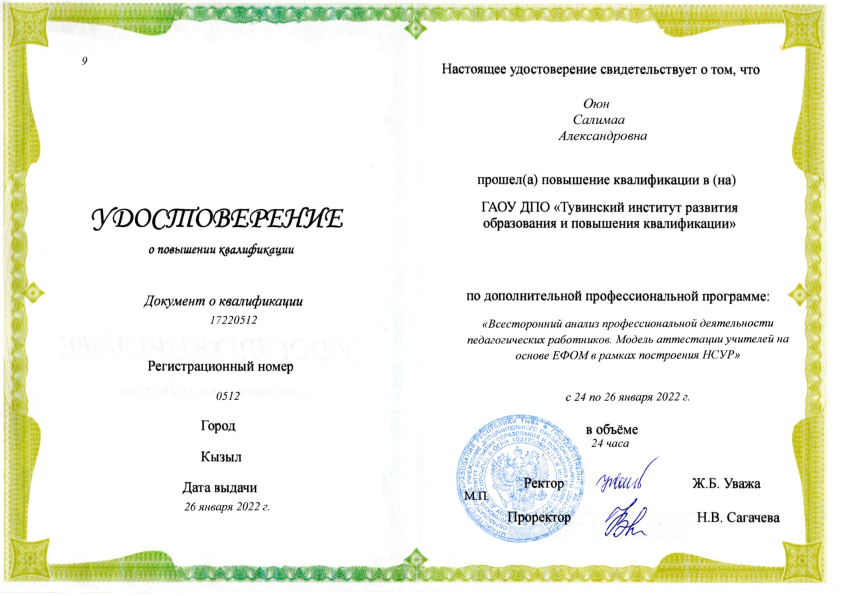 9
УДОСТОВЕРЕНИЕ
о повышении квалификации
Документ о квалификации
17220512
Регистрационный номер
0512
Город
Кызыл
Дата выдачи
26 января 2022 г.
Настоящее удостоверение свидетельствует о том, что
Оюн
Салимаа
Александровна
прошел(а) повышение квалификации в (на)
ГАОУ ДПО «Тувинский институт развития
образования и повышения квалификации»
по дополнительной профессиональной программе:
«Всесторонний анализ профессиональной деятельности
педагогических работников. Модель аттестации учителей на
основе ЕФОМ в рамках построения НСУР»
с 24 по 26 января 2022 г.
в объёме
24 часа
М.П.
Ректор
Ж.Б. Уважа
Проректор
Н.В. Сагачева